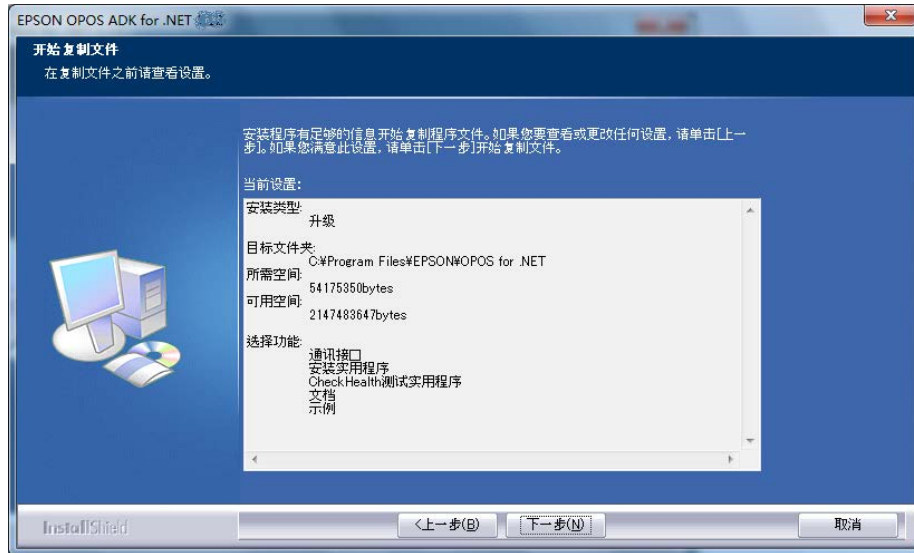 EPSON OPOS ADK for .NET
开始复制文件
在复制文件之前请查看设置。
安装程序有足够的信息开始复制程序文件。如果您要查看或更改任何设置，请单击[上一
步]。如果您满意此设置，请单击[下一步]开始复制文件。
当前设置：
安装类型:
升级
目标文件夹:
C:¥Program Files¥EPSON¥OPOS for .NET
所需空间:
54175350bytes
可用空间:
2147483647bytes
选择功能:
通讯接口
安装实用程序
CheckHealth测试实用程序
文档
示例
InstallShield
<上一步(B)
下一步(N)
取消